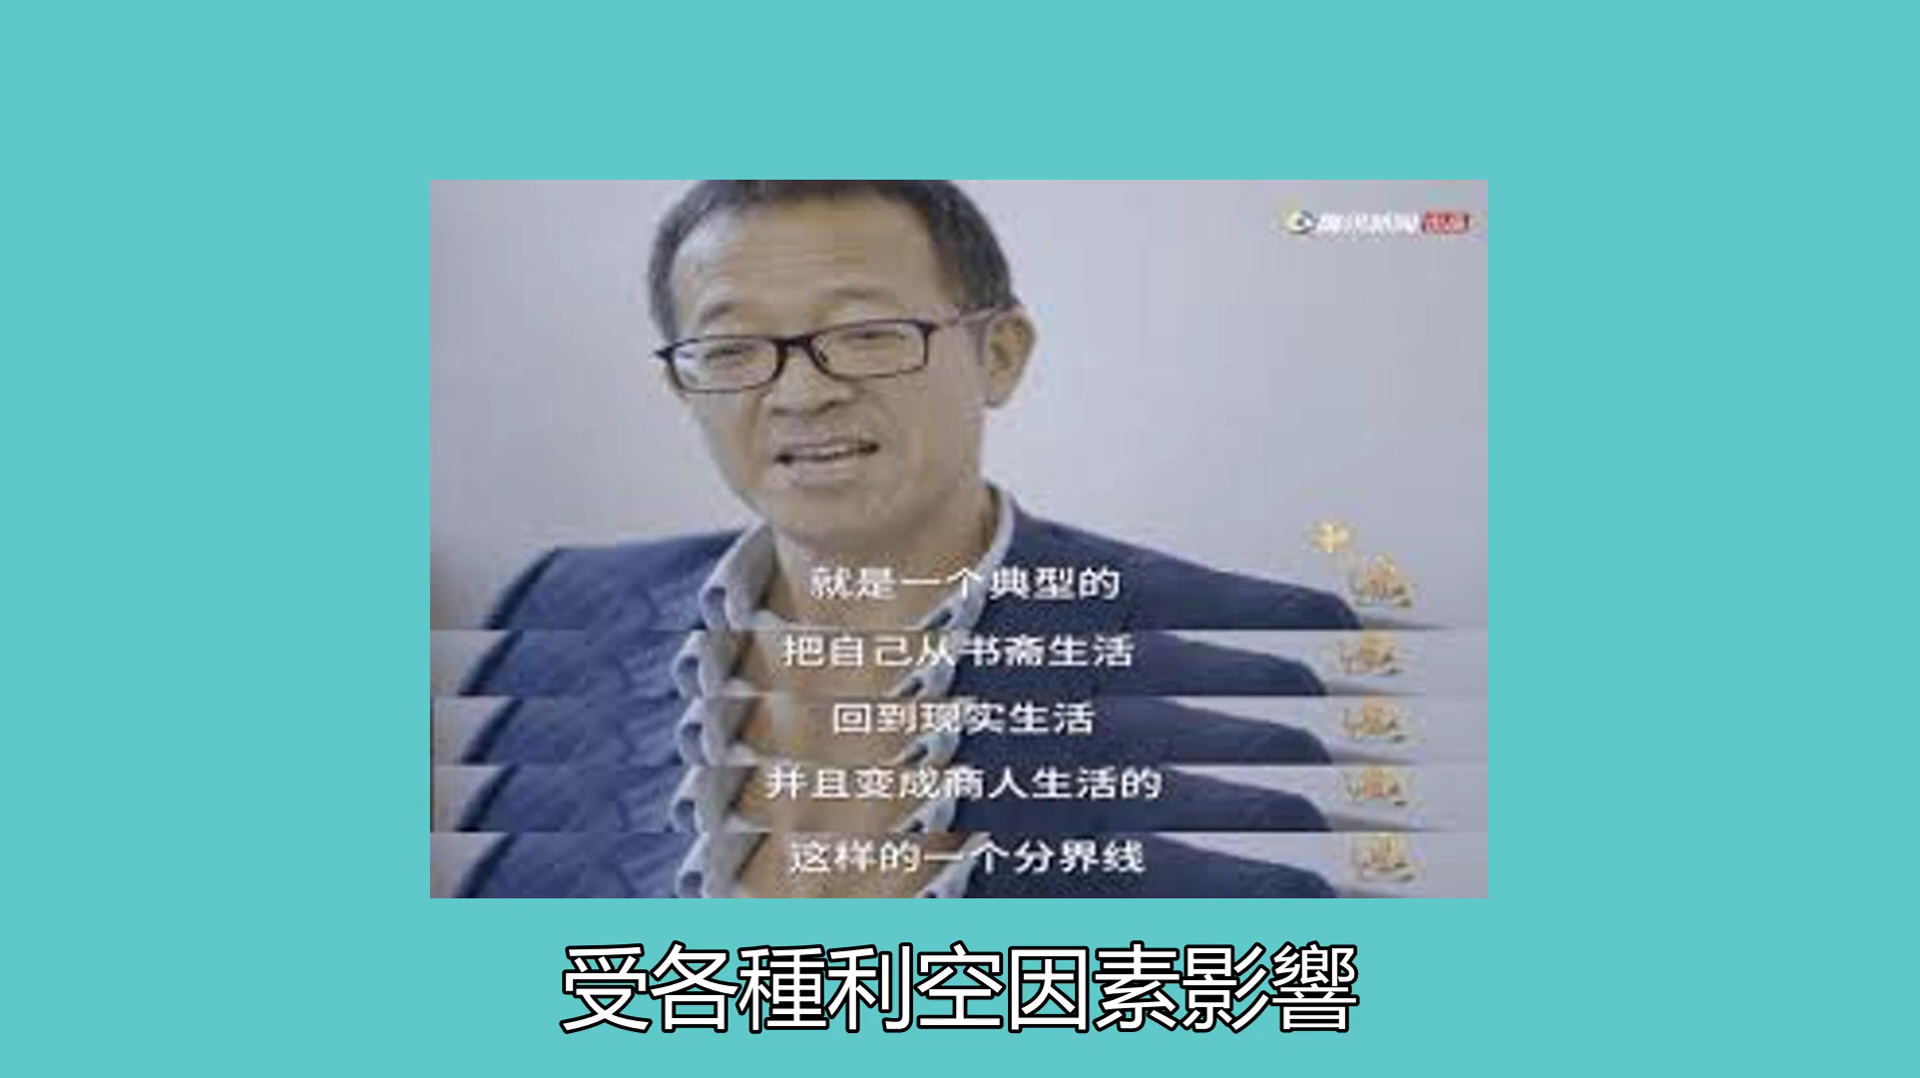 就是一个典型的
把自己从书斋生活
回到现实生活
并且变成商人生活的
这样的一个分界线
受各種利空因素影響